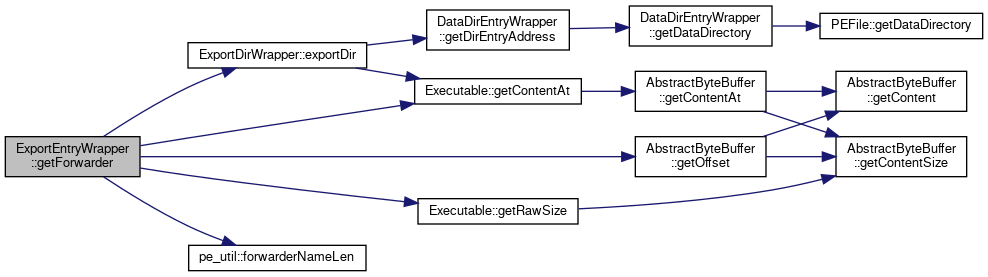 ExportEntryWrapper
::getForwarder
ExportDirWrapper::exportDir
DataDirEntryWrapper
::getDirEntryAddress
DataDirEntryWrapper
::getDataDirectory
PEFile::getDataDirectory
Executable::getContentAt
AbstractByteBuffer
::getContentAt
AbstractByteBuffer
::getContent
AbstractByteBuffer
::getOffset
AbstractByteBuffer
::getContentSize
Executable::getRawSize
pe_util::forwarderNameLen